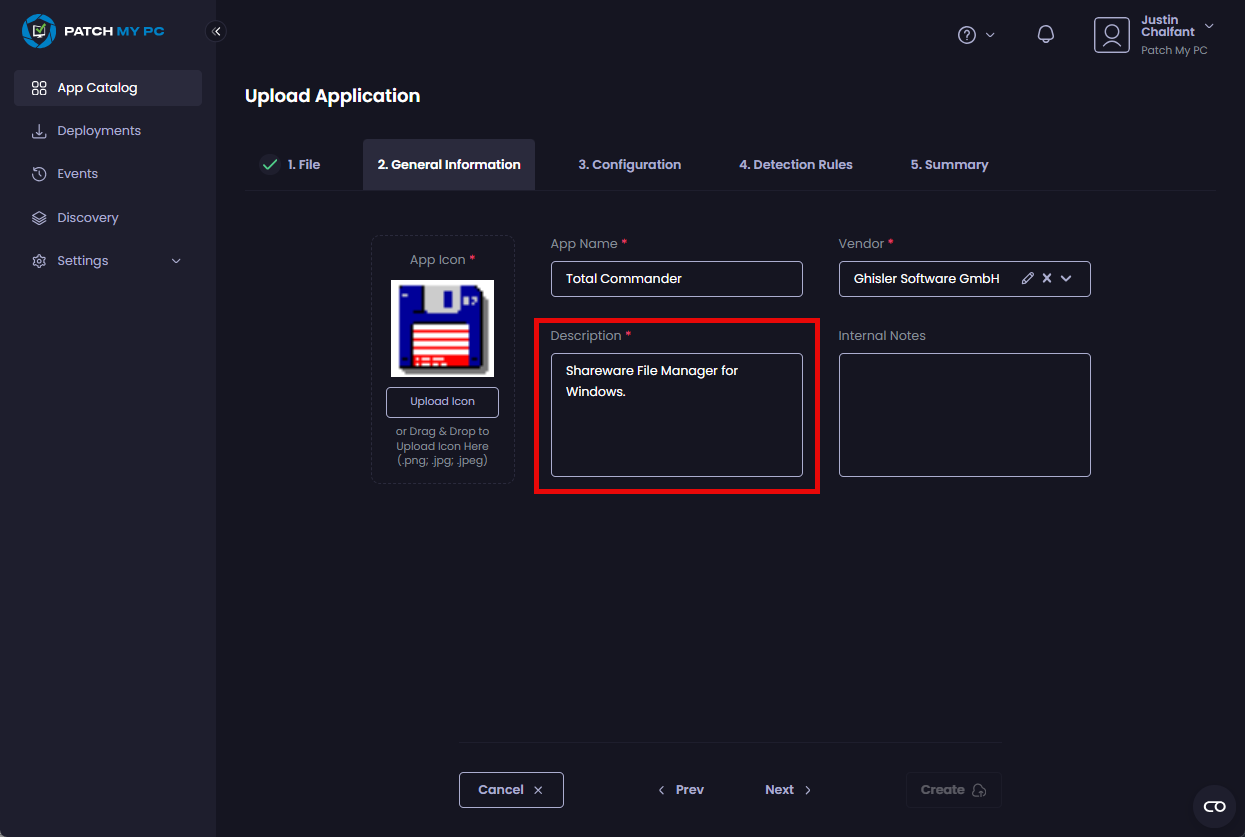 PATCH MY PC
Justin
Chalfant
Patch My PC
App Catalog
Deployments
Events
Discovery
Settings
Upload Application
1. File
2. General Information
3. Configuration
4. Detection Rules
5. Summary
App Icon *
Upload Icon
or Drag & Drop to
Upload Icon Here
(.png; .jpg; .jpeg)
App Name *
Total Commander
Vendor *
Ghisler Software GmbH
Description *
Shareware File Manager for
Windows.
Internal Notes
Cancel
Prev
Next
Create